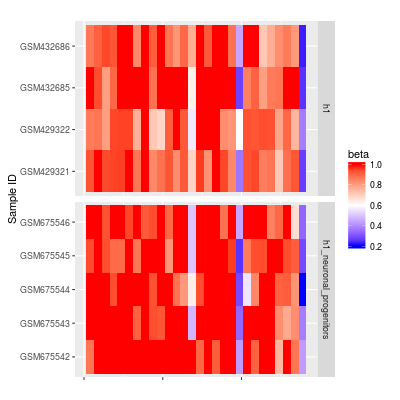 GSM432686
GSM432685
GSM429322
GSM429321
h1
GSM675546
GSM675545
GSM675544
GSM675543
GSM675542
h1_neuronal_progenitors
Sample ID
beta
1.0
0.8
0.6
0.4
0.2